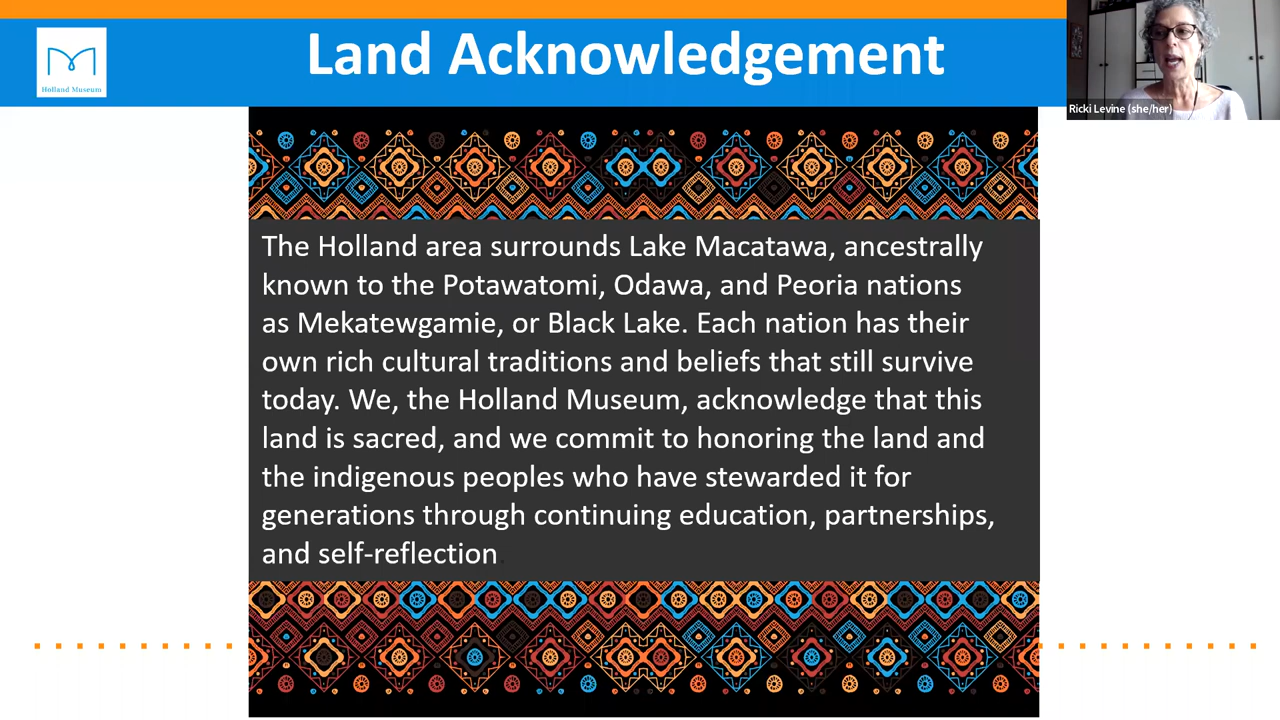 Land Acknowledgement
Holland Museum
Ricki Levine (she/her)
The Holland area surrounds Lake Macatawa, ancestrally
known to the Potawatomi, Odawa, and Peoria nations
as Mekatewgamie, or Black Lake. Each nation has their
own rich cultural traditions and beliefs that still survive
today. We, the Holland Museum, acknowledge that this
land is sacred, and we commit to honoring the land and
the indigenous peoples who have stewarded it for
generations through continuing education, partnerships,
and self-reflection